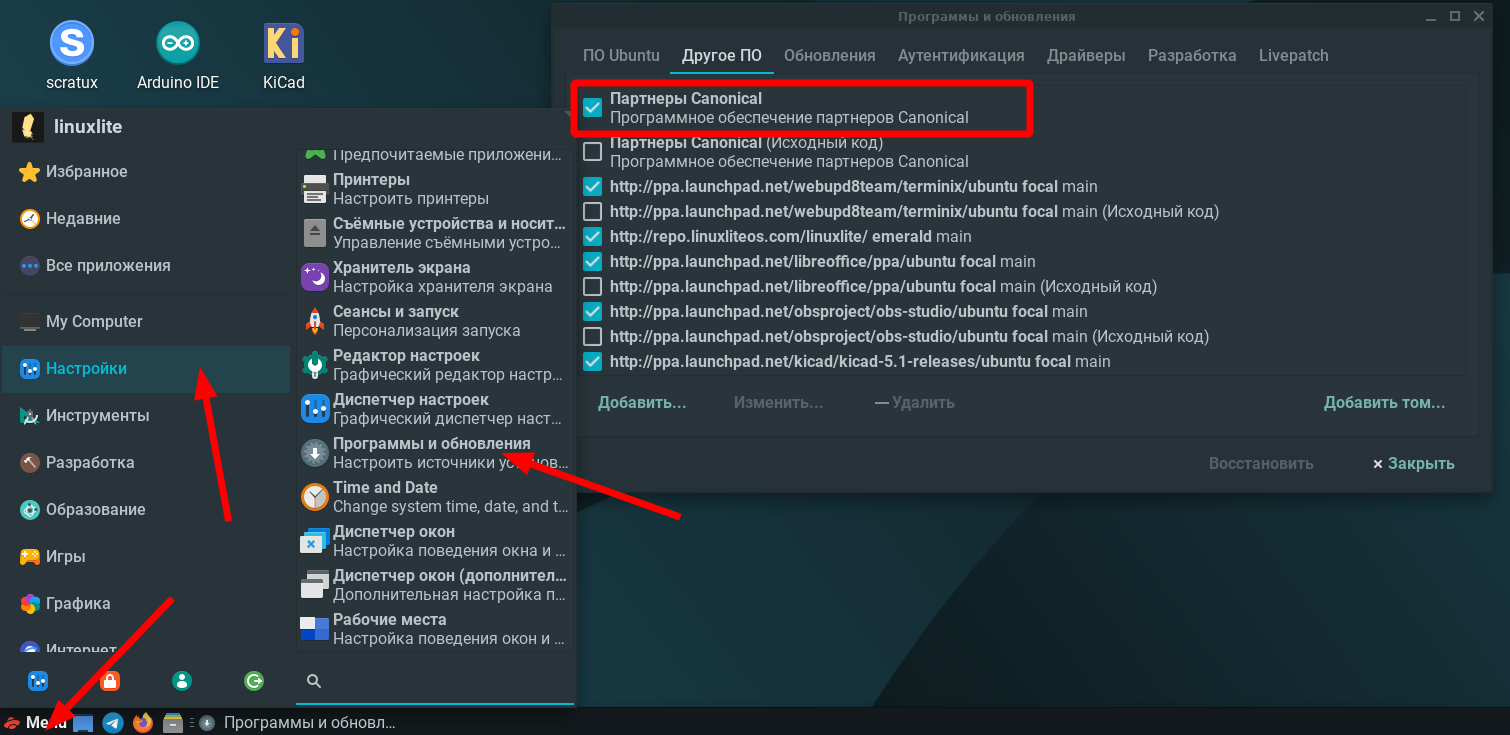 scratux
Arduino IDE
KiCad
linuxlite
Избранное
Недавние
Все приложения
My Computer
Настройки
Инструменты
Разработка
Образование
Игры
Графика
Интернет
Предпочитаемые приложени...
Принтеры
Настроить принтеры
Съёмные устройства и носит...
Управление съёмными устро...
Хранитель экрана
Настройка хранителя экрана
Сеансы и запуск
Персонализация запуска
Редактор настроек
Графический редактор настр...
Диспетчер настроек
Графический диспетчер наст...
Программы и обновления
Настроить источники установ...
Time and Date
Change system time, date, and t...
Диспетчер окон
Настройка поведения окна и ...
Диспетчер окон (дополнител...
Дополнительная настройка п...
Рабочие места
Настройка поведения окон и ...
Программы и обновления
ПО Ubuntu Другое ПО Обновления Аутентификация Драйверы Разработка Livepatch
Партнеры Canonical
Программное обеспечение партнеров Canonical
Партнеры Canonical (Исходный код)
Программное обеспечение партнеров Canonical
http://ppa.launchpad.net/webupd8team/terminix/ubuntu focal main
http://ppa.launchpad.net/webupd8team/terminix/ubuntu focal main (Исходный код)
http://repo.linuxliteos.com/linuxlite/ emerald main
http://ppa.launchpad.net/libreoffice/ppa/ubuntu focal main
http://ppa.launchpad.net/libreoffice/ppa/ubuntu focal main (Исходный код)
http://ppa.launchpad.net/obsproject/obs-studio/ubuntu focal main
http://ppa.launchpad.net/obsproject/obs-studio/ubuntu focal main (Исходный код)
http://ppa.launchpad.net/kicad/kicad-5.1-releases/ubuntu focal main
Добавить... Изменить... Удалить Добавить том...
Восстановить Закрыть
Menu Программы и обновл...